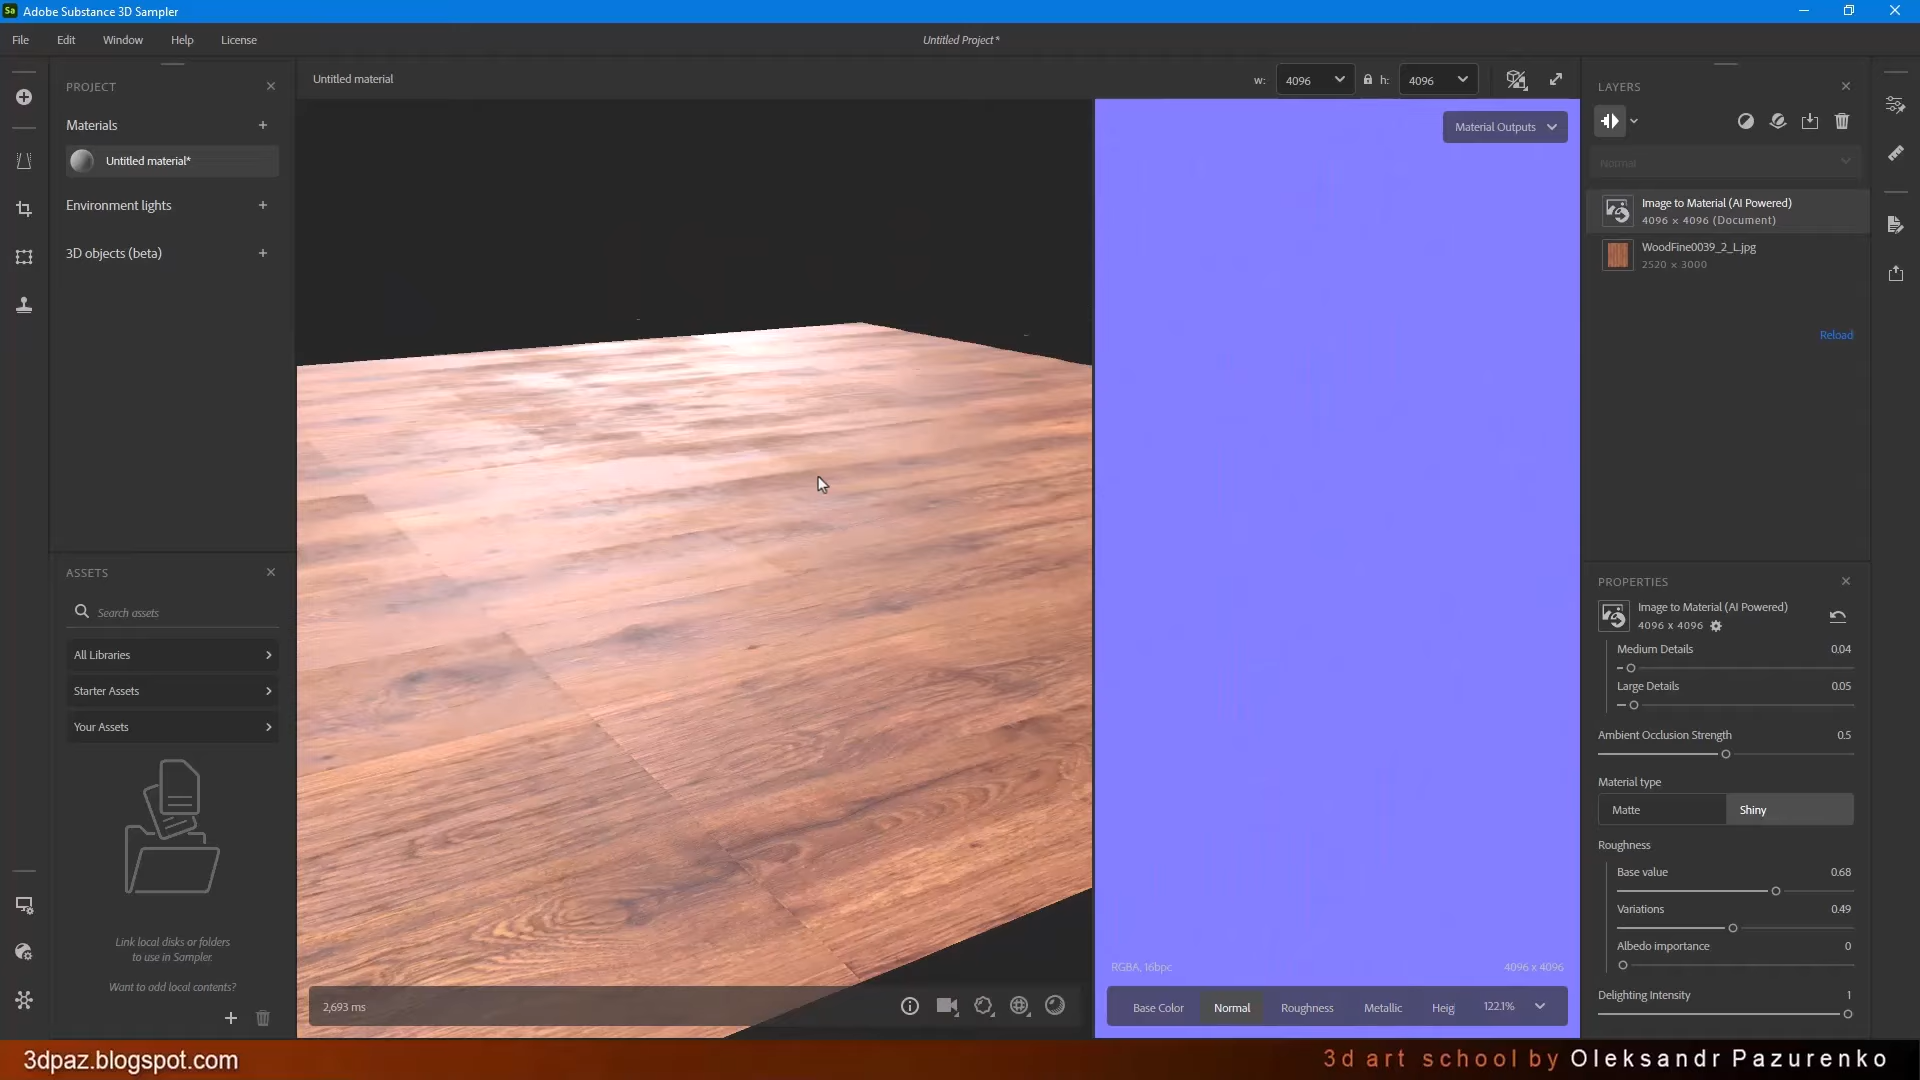 Sa Adobe Substance 3D Sampler
File Edit Window Help License
Untitled Project*
PROJECT
Materials
Untitled material*
Environment lights
3D objects (beta)
ASSETS
Search assets
All Libraries
Starter Assets
Your Assets
Link local disks or folders
to use in Sampler.
Want to add local contents?
Untitled material
w: 4096 h: 4096
Material Outputs
2,693 ms
RGBA, 16bpc 4096 x 4096
Base Color Normal Roughness Metallic Heig 122.1%
LAYERS
Normal
Image to Material (AI Powered)
4096 × 4096 (Document)
WoodFine0039_2_L.jpg
2520 × 3000
Reload
PROPERTIES
Image to Material (AI Powered)
4096 x 4096
Medium Details 0.04
Large Details 0.05
Ambient Occlusion Strength 0.5
Material type
Matte Shiny
Roughness
Base value 0.68
Variations 0.49
Albedo importance 0
Delighting Intensity 1
3dpaz.blogspot.com
3d art school by Oleksandr Pazurenko